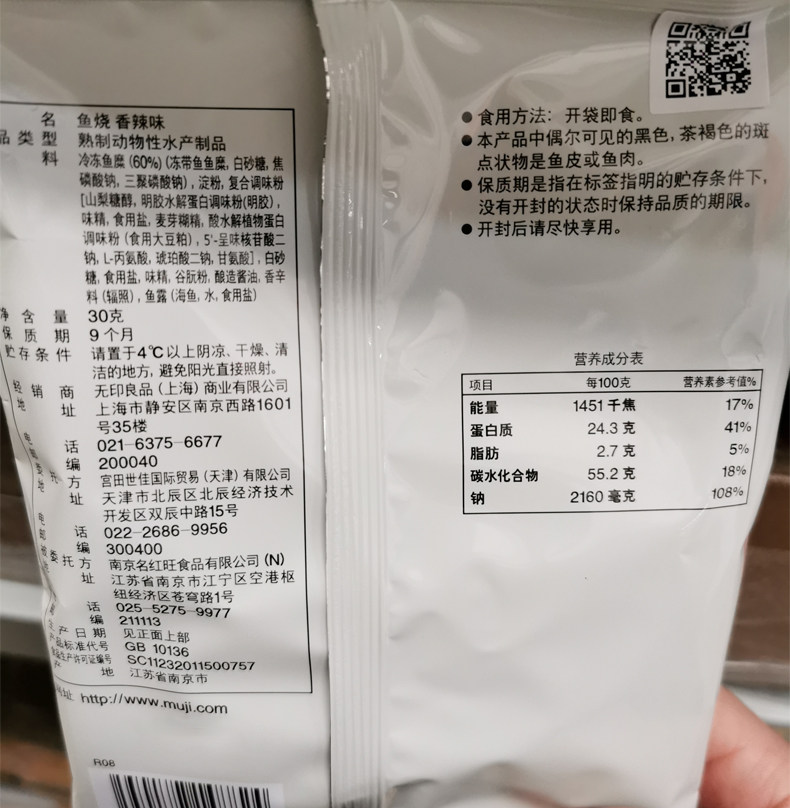 名 鱼烧 香辣味
品类型 熟制动物性水产制品
料 冷冻鱼糜(60%)(冻带鱼鱼糜,白砂糖,焦
磷酸钠,三聚磷酸钠),淀粉,复合调味粉
[山梨糖醇,明胶水解蛋白调味粉(明胶),
味精,食用盐,麦芽糊精,酸水解植物蛋白
调味粉(食用大豆粕),5'-呈味核苷酸二
钠,L-丙氨酸,琥珀酸二钠,甘氨酸],白砂
糖,食用盐,味精,谷朊粉,酿造酱油,香辛
料(辐照),鱼露(海鱼,水,食用盐)
净含量 30克
保质期 9个月
贮存条件 请置于4℃以上阴凉、干燥、清
洁的地方,避免阳光直接照射。
经销商 无印良品(上海)商业有限公司
地址 上海市静安区南京西路1601
号35楼
电话 021-6375-6677
邮编 200040
委托方 宫田世佳国际贸易(天津)有限公司
地址 天津市北辰区北辰经济技术
开发区双辰中路15号
电话 022-2686-9956
邮编 300400
被委托方 南京名红旺食品有限公司(N)
址 江苏省南京市江宁区空港枢
纽经济区苍穹路1号
话 025-5275-9977
编 211113
生产日期 见正面上部
产品标准代号 GB 10136
食品生产许可证编号 SC11232011500757
产地 江苏省南京市
网址 http://www.muji.com
R08
●食用方法:开袋即食。
●本产品中偶尔可见的黑色,茶褐色的斑
点状物是鱼皮或鱼肉。
●保质期是指在标签指明的贮存条件下,
没有开封的状态时保持品质的期限。
●开封后请尽快享用。
营养成分表
项目 每100克 营养素参考值%
能量 1451 千焦 17%
蛋白质 24.3 克 41%
脂肪 2.7 克 5%
碳水化合物 55.2 克 18%
钠 2160 毫克 108%